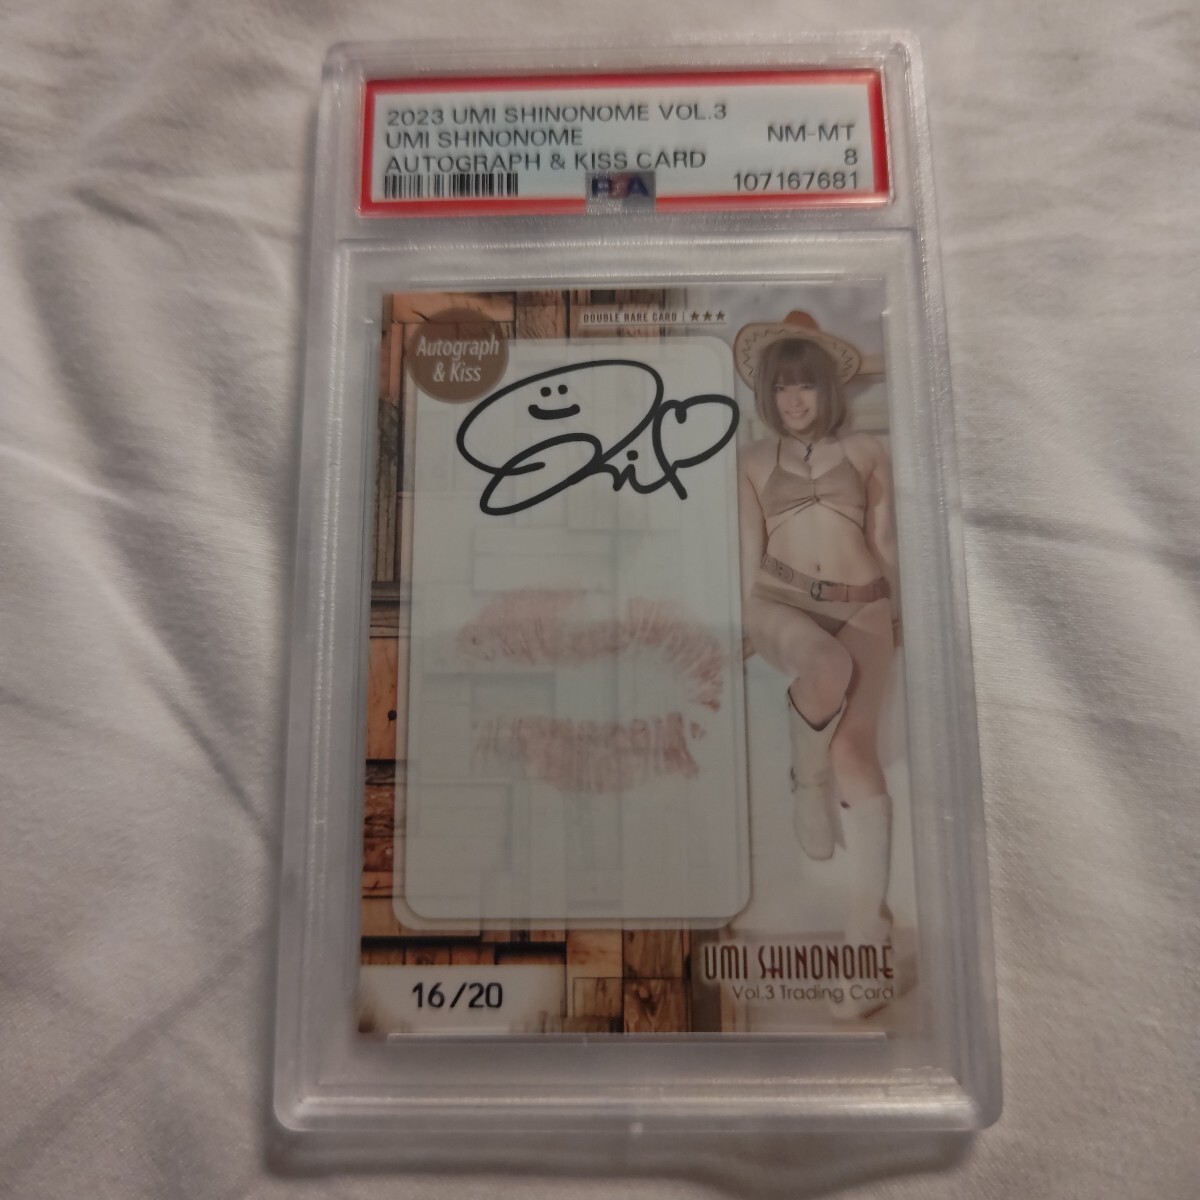 2023 UMI SHINONOME VOL.3
UMI SHINONOME
NM-MT
AUTOGRAPH & KISS CARD
8
PSA
107167681
DOUBLE RARE CARD | ★★★
Autograph
& Kiss
UMI SHINONOME
Vol.3 Trading Card
16/20